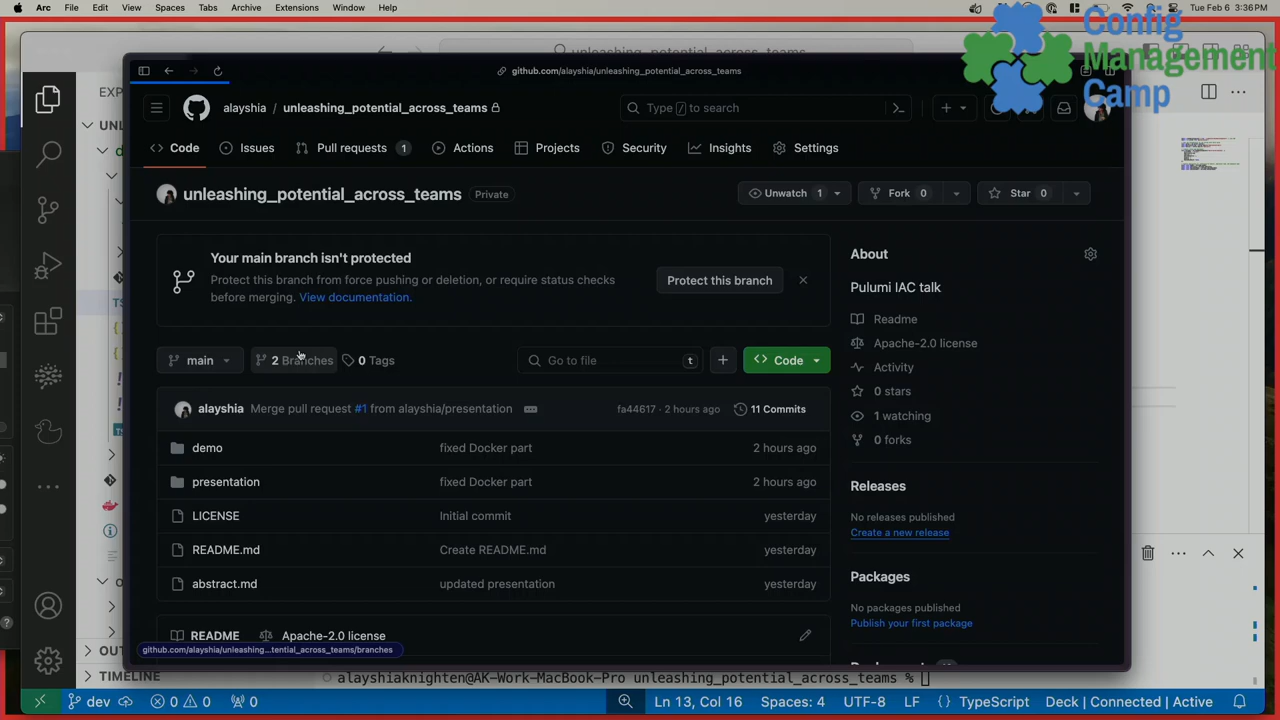 Arc File Edit View Spaces Tabs Archive Extensions Window Help Tue Feb 6 3:36 PM
Config
Management
Camp
unleashing_potential_across_teams
github.com/alayshia/unleashing_potential_across_teams
EXP
UNL
alayshia / unleashing_potential_across_teams
Type / to search
Code Issues Pull requests 1 Actions Projects Security Insights Settings
unleashing_potential_across_teams Private
Unwatch 1 Fork 0 Star 0
Your main branch isn't protected
Protect this branch from force pushing or deletion, or require status checks
before merging. View documentation.
Protect this branch
main 2 Branches 0 Tags Go to file t + Code
alayshia Merge pull request #1 from alayshia/presentation fa44617 · 2 hours ago 11 Commits
demo fixed Docker part 2 hours ago
presentation fixed Docker part 2 hours ago
LICENSE Initial commit yesterday
README.md Create README.md yesterday
abstract.md updated presentation yesterday
README Apache-2.0 license
github.com/alayshia/unleashing...tential_across_teams/branches
About
Pulumi IAC talk
Readme
Apache-2.0 license
Activity
0 stars
1 watching
0 forks
Releases
No releases published
Create a new release
Packages
No packages published
Publish your first package
OUT
TIMELINE
alayshiaknighten@AK-Work-MacBook-Pro unleashing_potential_across_teams %
dev 0 0 0 Ln 13, Col 16 Spaces: 4 UTF-8 LF {} TypeScript Deck | Connected | Active